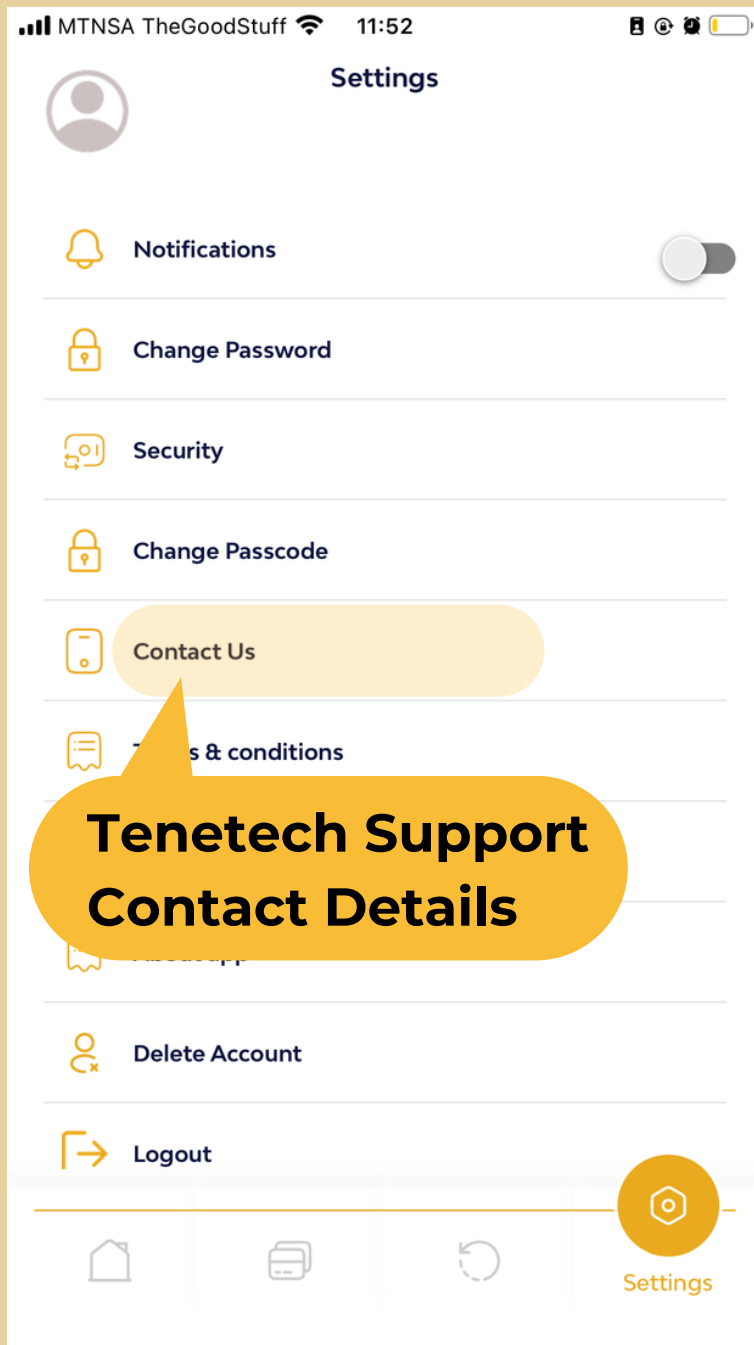 MTNSA TheGoodStuff 11:52
Settings
Notifications
Change Password
Security
Change Passcode
Contact Us
& conditions
Tenetech Support
Contact Details
Delete Account
Logout
Settings